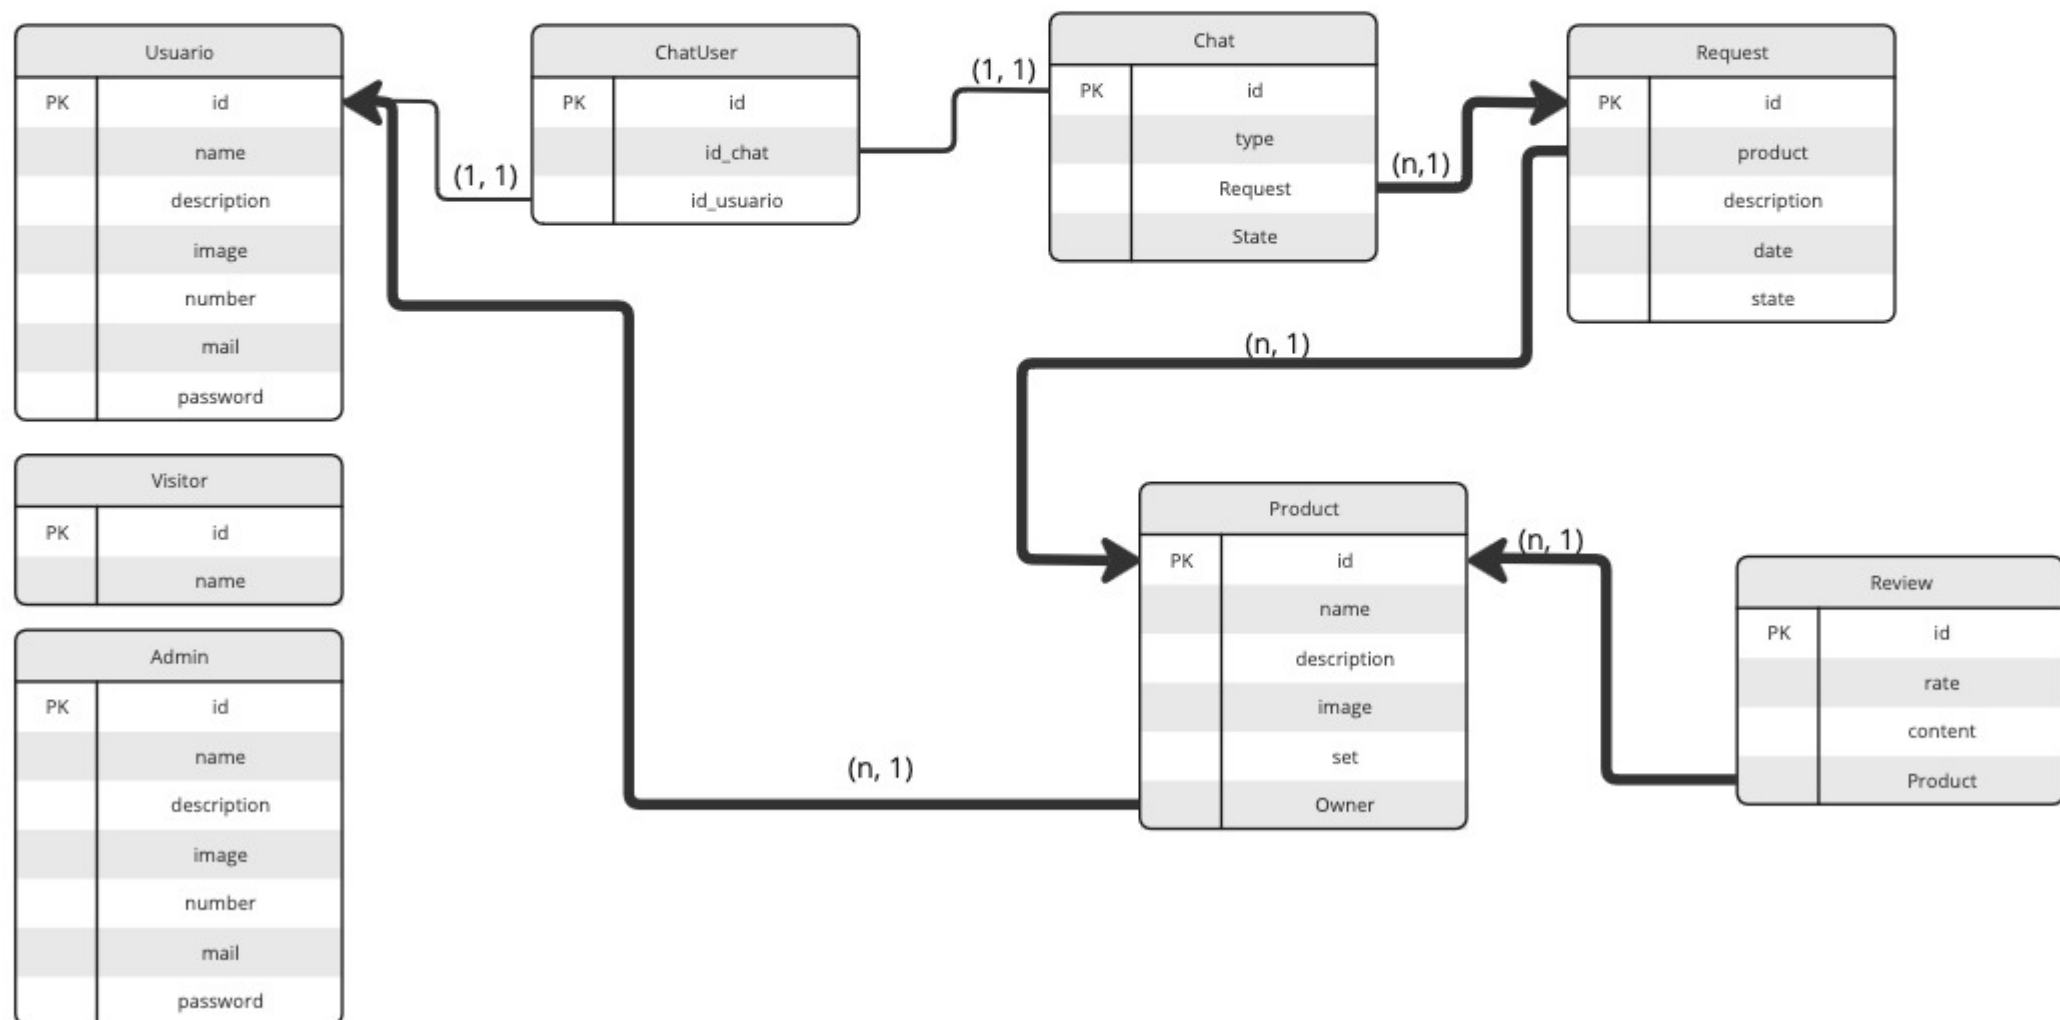 Usuario
PK id
name
description
image
number
mail
password
(1, 1)
ChatUser
PK id
id_chat
id_usuario
(1, 1)
Chat
PK id
type
Request
State
(n,1)
Request
PK id
product
description
date
state
(n, 1)
Visitor
PK id
name
Admin
PK id
name
description
image
number
mail
password
(n, 1)
Product
PK id
name
description
image
set
Owner
(n, 1)
Review
PK id
rate
content
Product